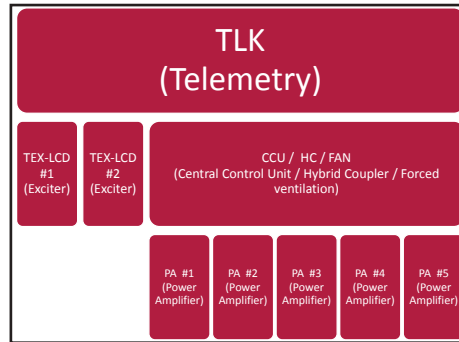 TLK
(Telemetry)
TEX-LCD
#1
(Exciter)
TEX-LCD
#2
(Exciter)
CCU / HC / FAN
(Central Control Unit / Hybrid Coupler / Forced
ventilation)
PA #1
(Power
Amplifier)
PA #2
(Power
Amplifier)
PA #3
(Power
Amplifier)
PA #4
(Power
Amplifier)
PA #5
(Power
Amplifier)